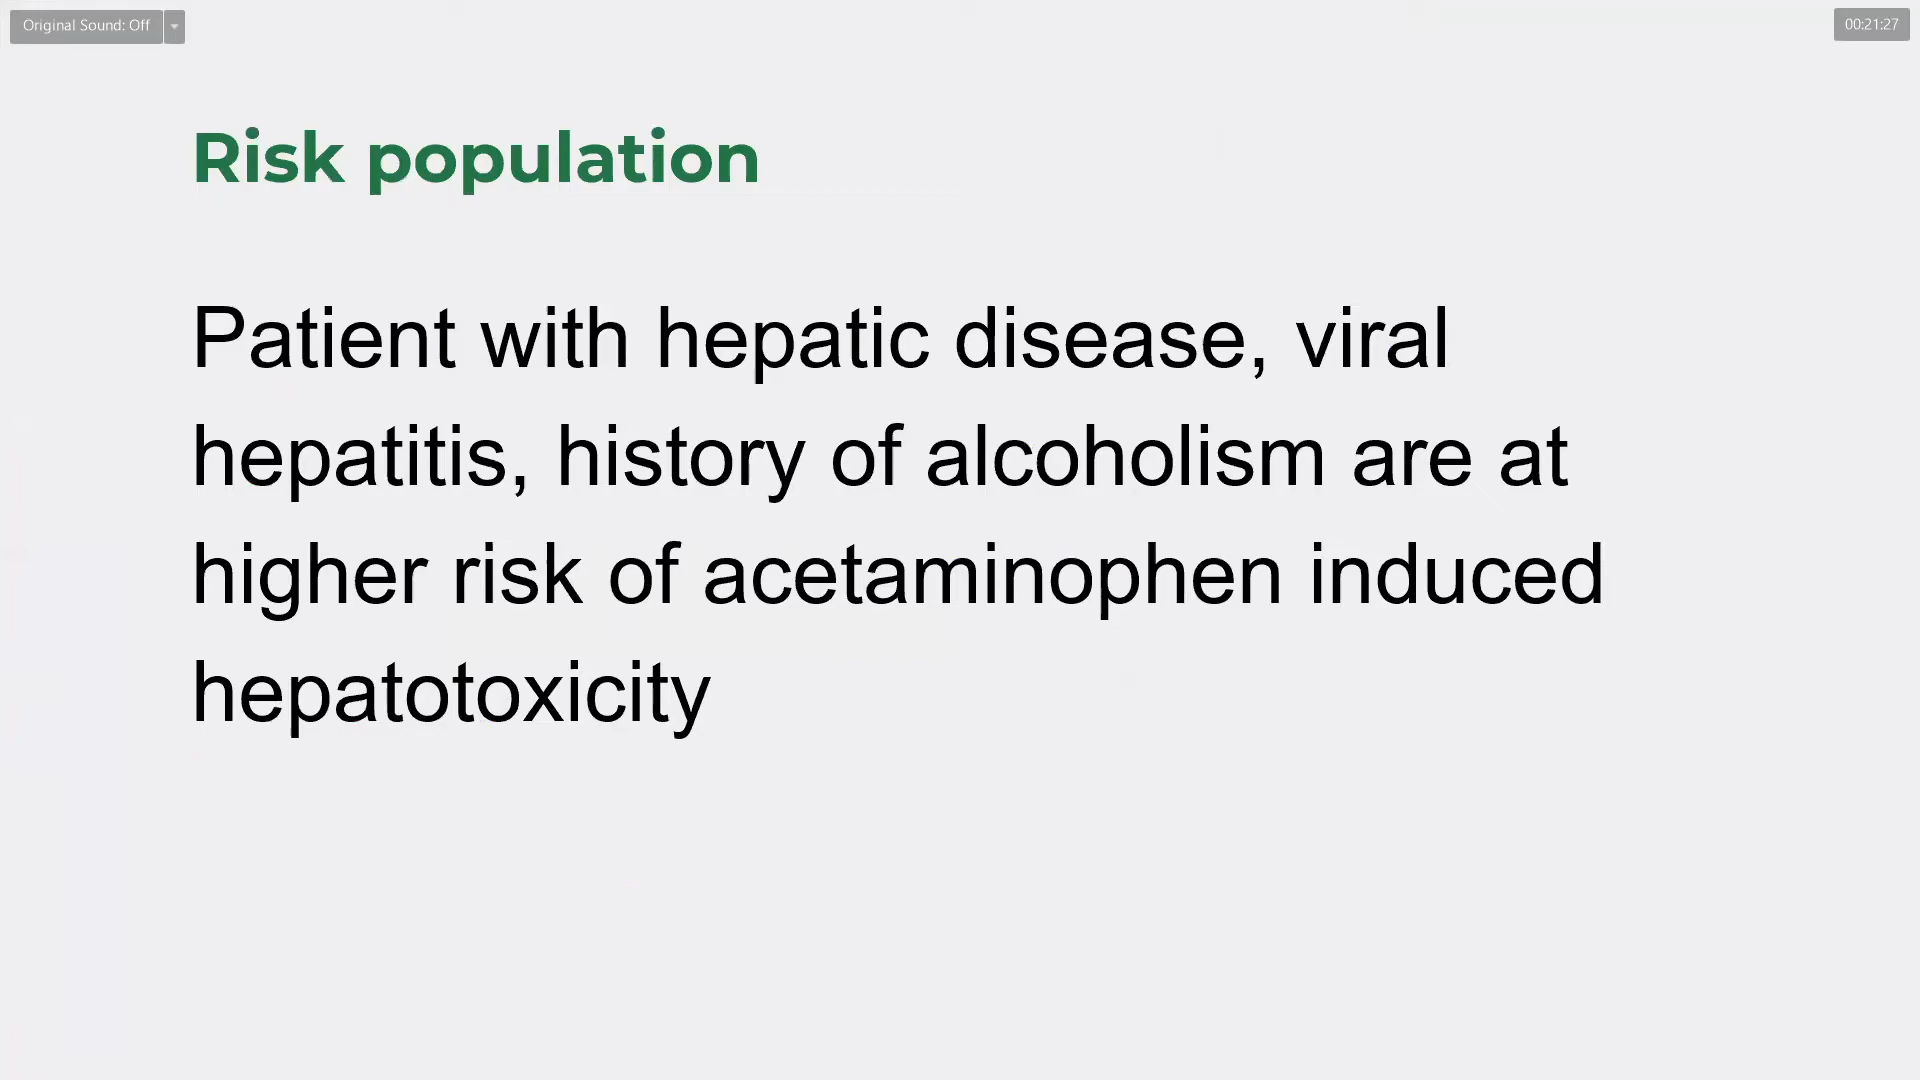 Original Sound: Off
00:21:27
Risk population
Patient with hepatic disease, viral
hepatitis, history of alcoholism are at
higher risk of acetaminophen induced
hepatotoxicity